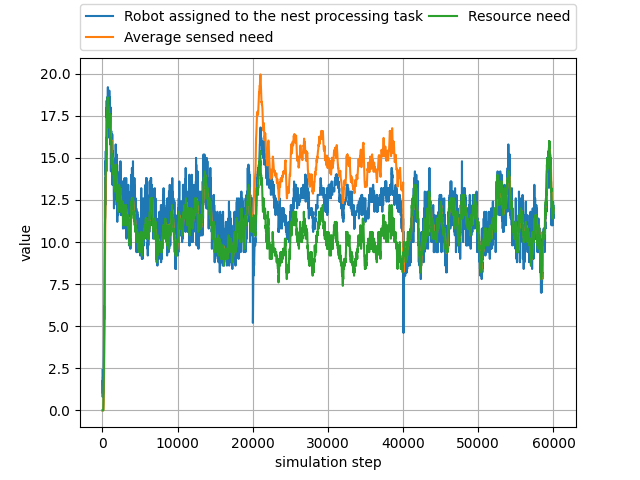 Robot assigned to the nest processing task
Resource need
Average sensed need
20.0
17.5
15.0
12.5
10.0
7.5
5.0
2.5
0.0
value
0 10000 20000 30000 40000 50000 60000
simulation step